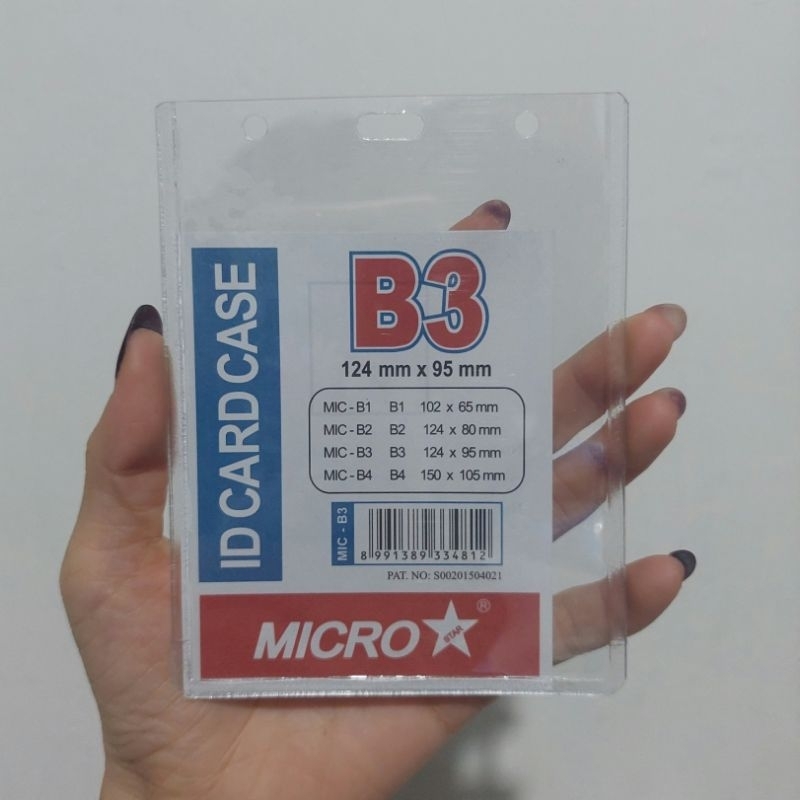 ID CARD CASE
B3
124 mm x 95 mm
MIC - B1 B1 102 x 65 mm
MIC - B2 B2 124 x 80 mm
MIC - B3 B3 124 x 95 mm
MIC - B4 B4 150 x 105 mm
MIC - B3
8 991389 334812
PAT. NO: S00201504021
MICRO STAR ®